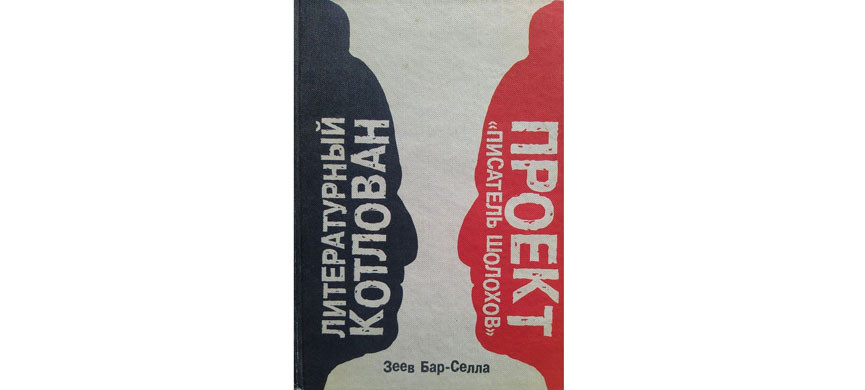 ЛИТЕРАТУРНЫЙ
КОТЛОВАН
ПРОЕКТ
«ПИСАТЕЛЬ ШОЛОХОВ»
Зеев Бар-Селла